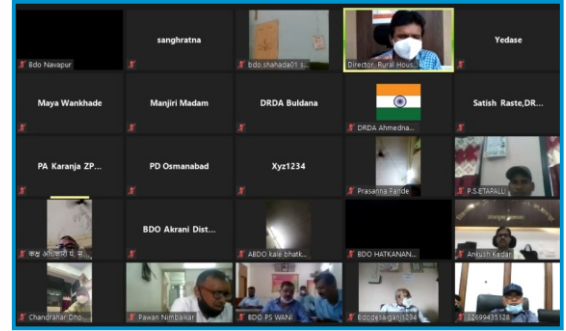 Bdo Navapur
sanghratna
bdo.shahada01 s...
Director, Rural Hous...
Yedase
Maya Wankhade
Manjiri Madam
DRDA Buldana
DRDA Ahmedna...
Satish Raste,DR...
PA Karanja ZP...
PD Osmanabad
Xyz1234
Prasanna Pande
P.S.ETAPALLI
BDO Akrani Dist...
ABDO kale bhatk...
BDO HATKANAN...
Ankush Kedar
Chandrahar Dho...
Pawan Nimbalkar
BDO PS WANI